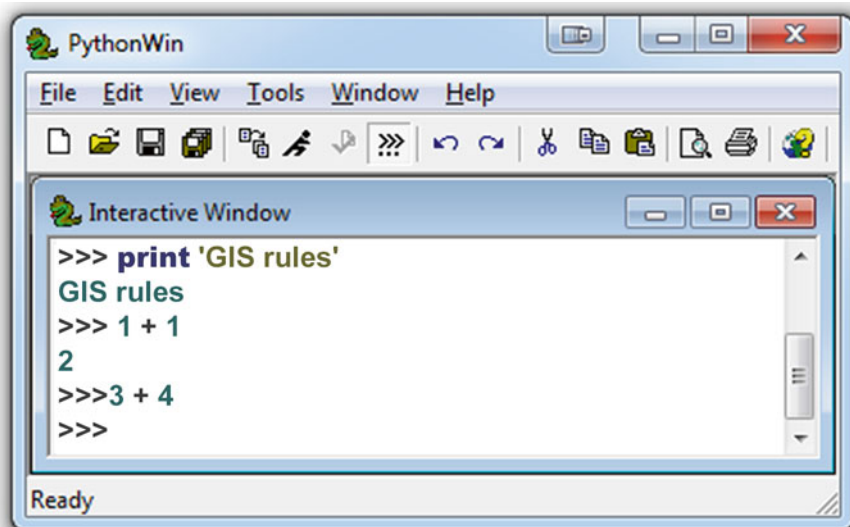 PythonWin
File Edit View Tools Window Help
Interactive Window
>>> print 'GIS rules'
GIS rules
>>> 1 + 1
2
>>>3 + 4
>>>
Ready